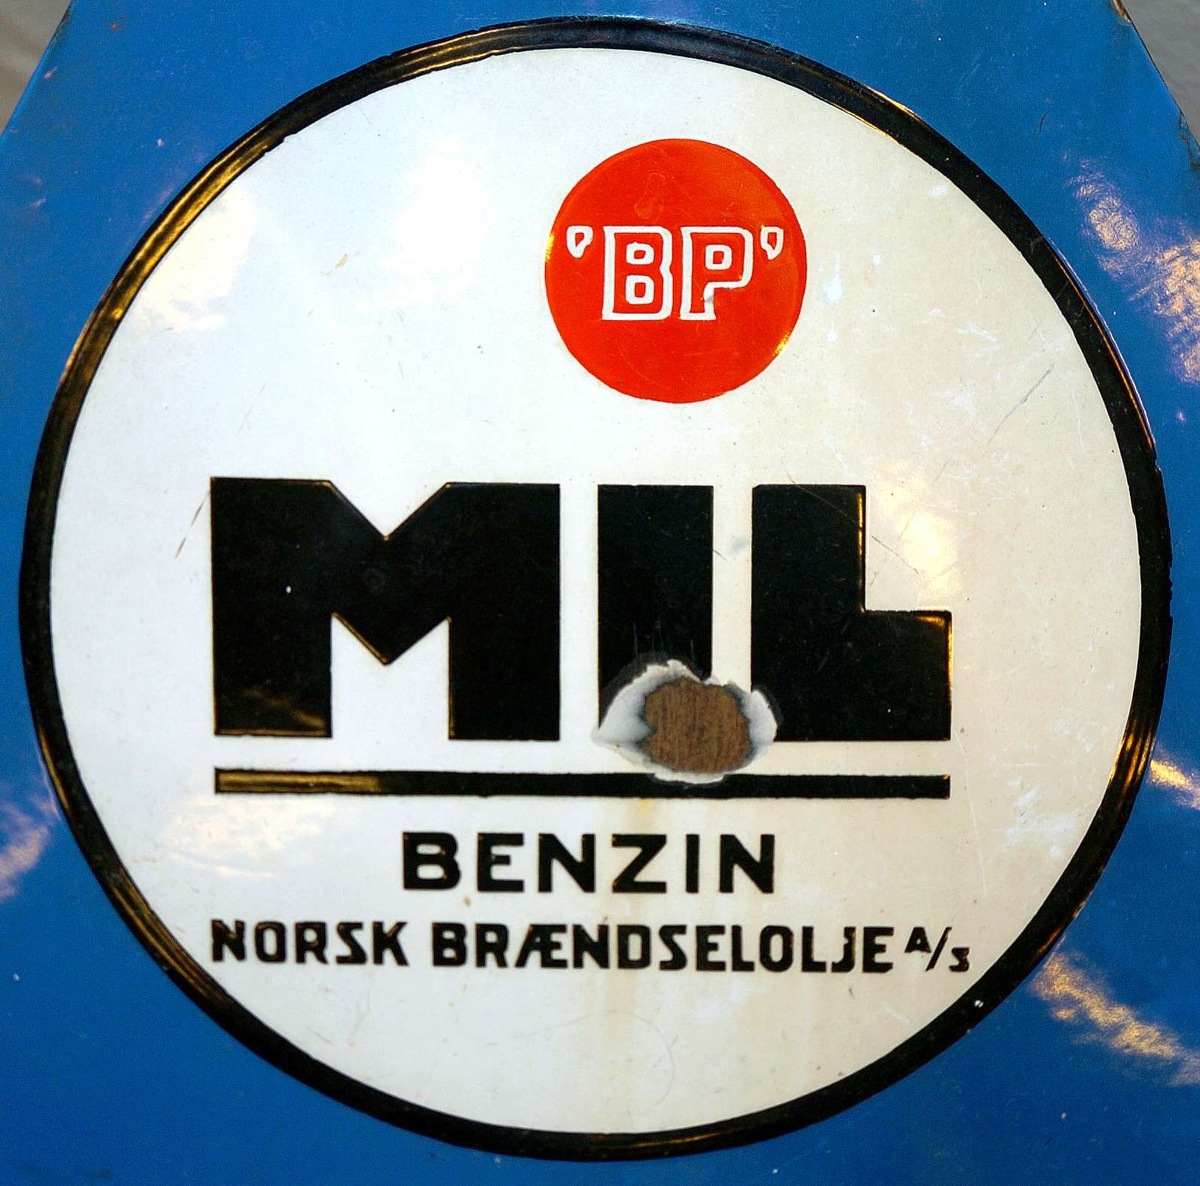 'BP'
MIL
BENZIN
NORSK BRÆNDSELOLJE A/S